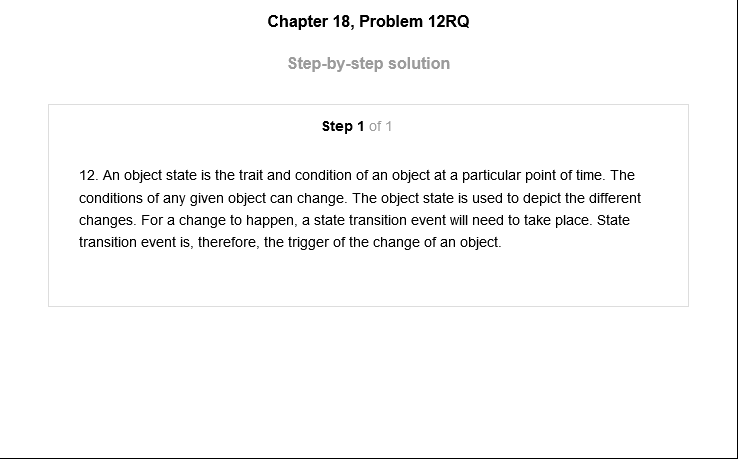 Chapter 18, Problem 12RQ
Step-by-step solution
Step 1 of 1
12. An object state is the trait and condition of an object at a particular point of time. The
conditions of any given object can change. The object state is used to depict the different
changes. For a change to happen, a state transition event will need to take place. State
transition event is, therefore, the trigger of the change of an object.